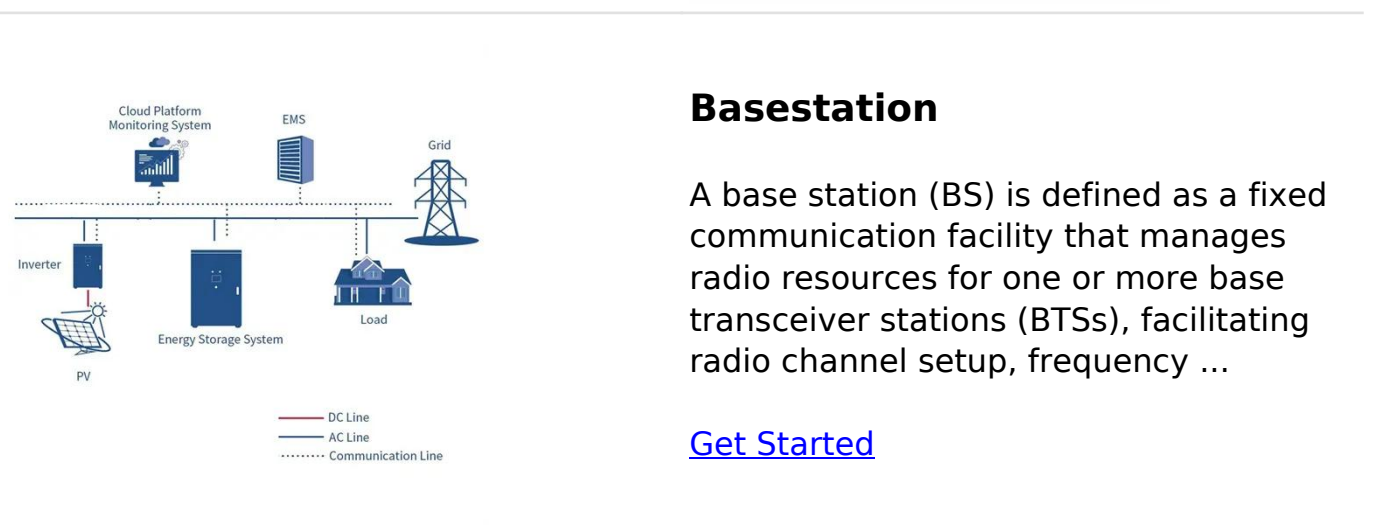 Cloud Platform
Monitoring System
EMS
Grid
Inverter
Load
Energy Storage System
PV
DC Line
AC Line
Communication Line
Basestation
A base station (BS) is defined as a fixed
communication facility that manages
radio resources for one or more base
transceiver stations (BTSs), facilitating
radio channel setup, frequency ...
Get Started